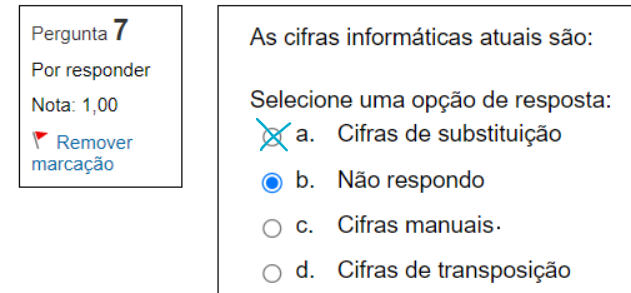 Pergunta 7
Por responder
Nota: 1,00
Remover
marcação
As cifras informáticas atuais são:
Selecione uma opção de resposta:
a. Cifras de substituição
b. Não respondo
c. Cifras manuais.
d. Cifras de transposição